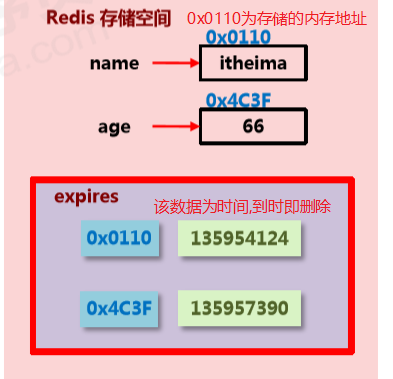 Redis 存储空间 0x0110为存储的内存地址
0x0110
name itheima
0x4C3F
age 66
expires
该数据为时间,到时即删除
0x0110 135954124
0x4C3F 135957390